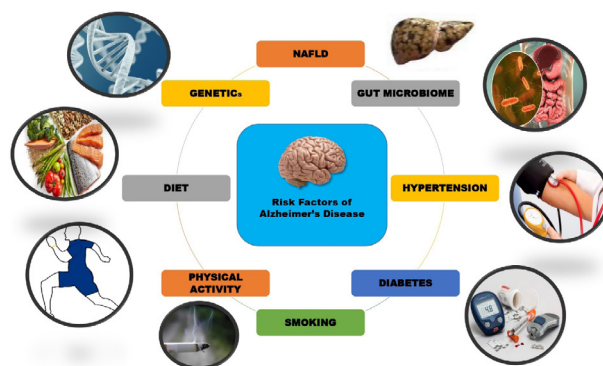 NAFLD
GENETICs
GUT MICROBIOME
DIET
Risk Factors of
Alzheimer's Disease
HYPERTENSION
PHYSICAL
ACTIVITY
DIABETES
SMOKING